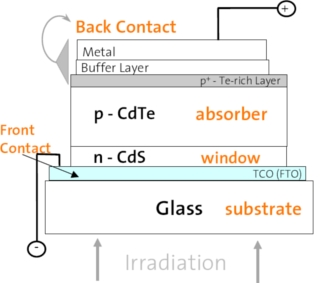 +
Back Contact
Metal
Buffer Layer
p⁺ - Te-rich Layer
p - CdTe absorber
Front
Contact
n - CdS window
TCO (FTO)
Glass substrate
-
Irradiation